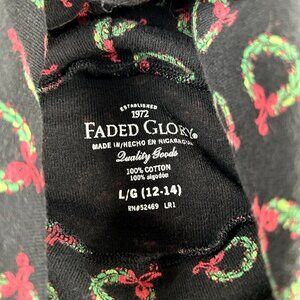 ESTABLISHED
1972
FADED GLORY®
MADE IN/HECHO EN NICARAGUA
Quality Goods
100% COTTON
100% algodón
L/G (12-14)
RN#52469 LR1